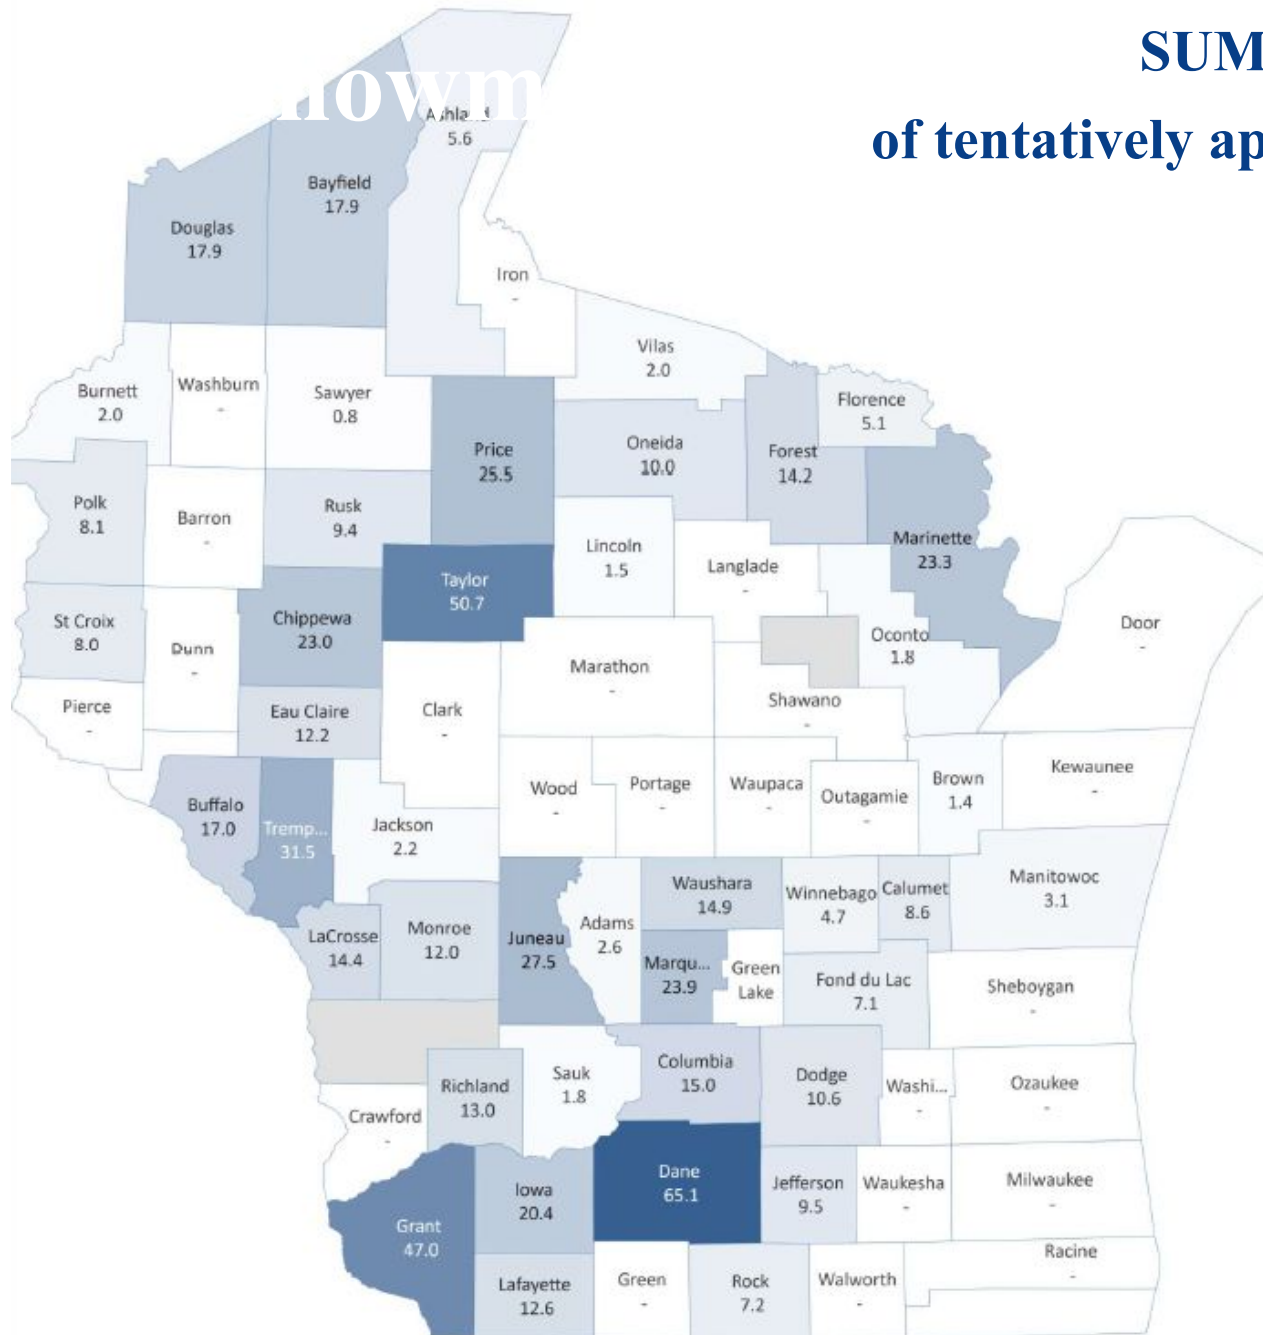 SUM
of tentatively ap
howm
Ashland
5.6
Bayfield
17.9
Douglas
17.9
Iron
-
Vilas
2.0
Burnett
2.0
Washburn
-
Sawyer
0.8
Florence
5.1
Price
25.5
Oneida
10.0
Forest
14.2
Polk
8.1
Barron
-
Rusk
9.4
Lincoln
1.5
Langlade
-
Marinette
23.3
Taylor
50.7
St Croix
8.0
Dunn
-
Chippewa
23.0
Marathon
-
Oconto
1.8
Door
-
Pierce
-
Eau Claire
12.2
Clark
-
Shawano
-
Buffalo
17.0
Tremp...
31.5
Jackson
2.2
Wood
-
Portage
-
Waupaca
-
Outagamie
-
Brown
1.4
Kewaunee
-
LaCrosse
14.4
Monroe
12.0
Juneau
27.5
Adams
2.6
Waushara
14.9
Winnebago
4.7
Calumet
8.6
Manitowoc
3.1
Marqu...
23.9
Green
Lake
Fond du Lac
7.1
Sheboygan
-
Crawford
-
Richland
13.0
Sauk
1.8
Columbia
15.0
Dodge
10.6
Washi...
-
Ozaukee
-
Grant
47.0
Iowa
20.4
Dane
65.1
Jefferson
9.5
Waukesha
-
Milwaukee
-
Lafayette
12.6
Green
-
Rock
7.2
Walworth
-
Racine
-